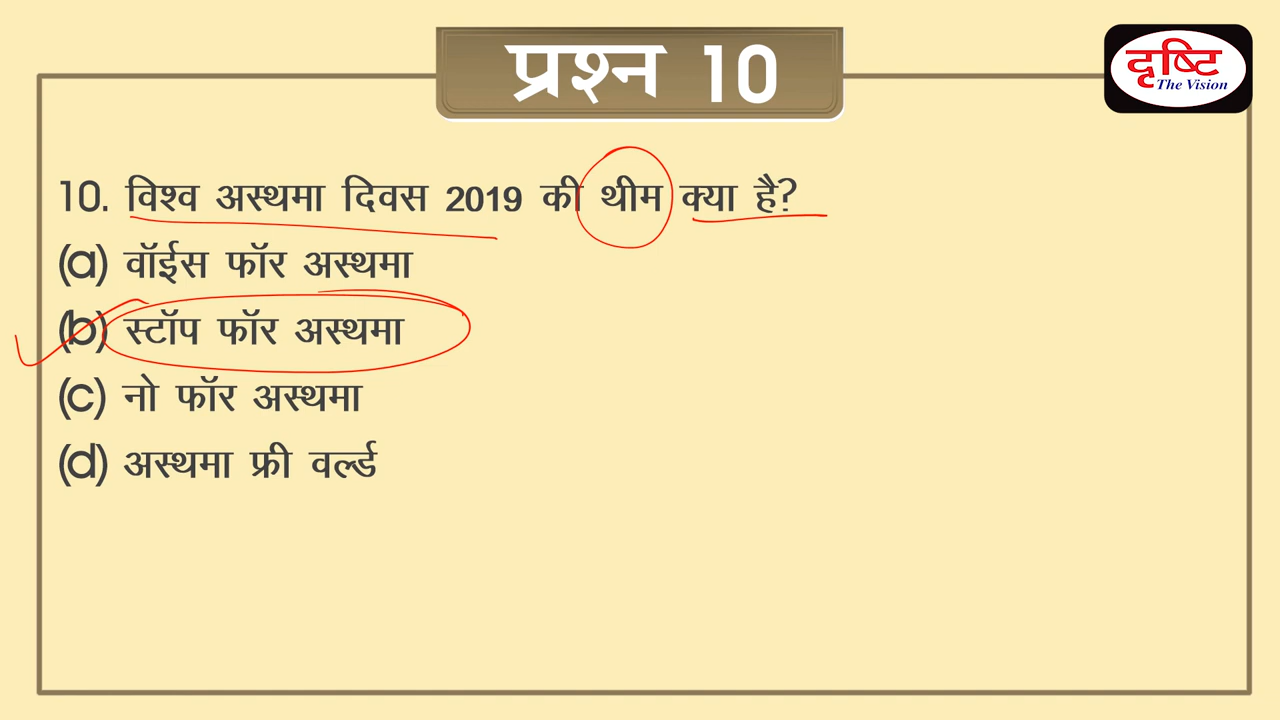 प्रश्न 10
दृष्टि
The Vision
10. विश्व अस्थमा दिवस 2019 की थीम क्या है?
(a) वॉईस फॉर अस्थमा
(b) स्टॉप फॉर अस्थमा
(c) नो फॉर अस्थमा
(d) अस्थमा फ्री वर्ल्ड